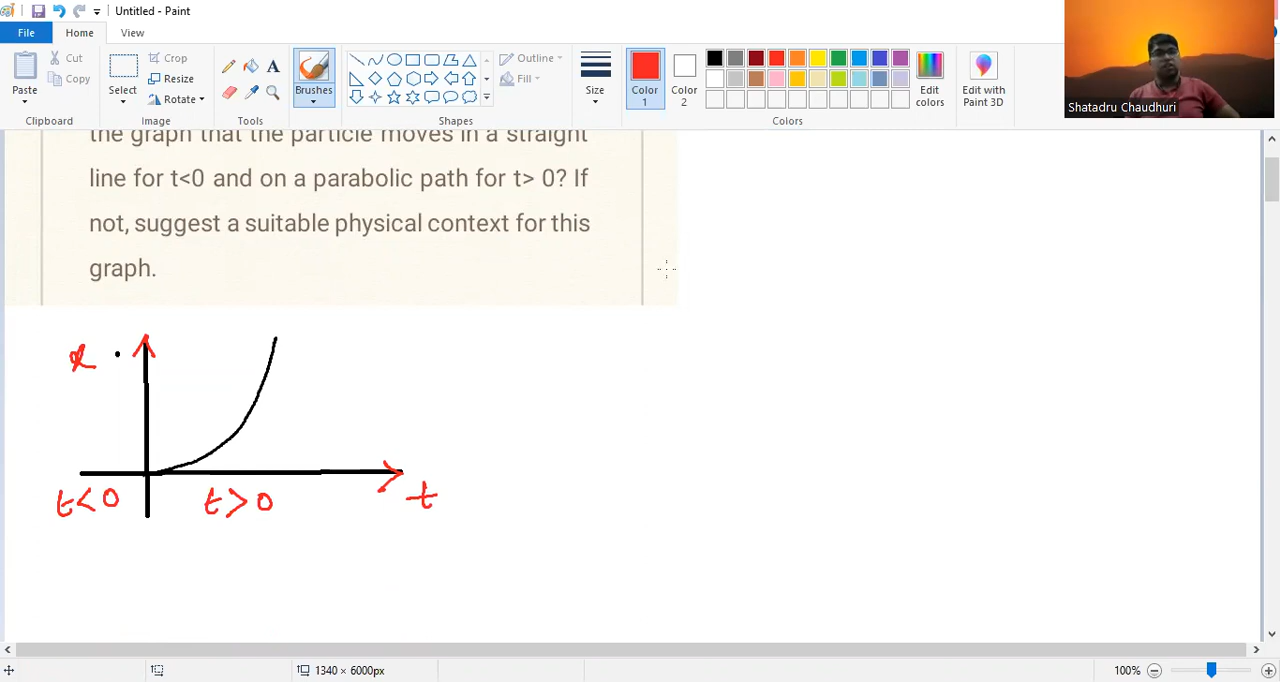 Untitled - Paint
File Home View
Paste Cut Copy Clipboard
Select Crop Resize Rotate Image
A Tools
Brushes
Outline Fill Shapes
Size
Color 1 Color 2 Edit colors Colors
Edit with Paint 3D
Shatadru Chaudhuri
the graph that the particle moves in a straight
line for t<0 and on a parabolic path for t> 0? If
not, suggest a suitable physical context for this
graph.
x
t<0 t>0 t
1340 × 6000px 100%